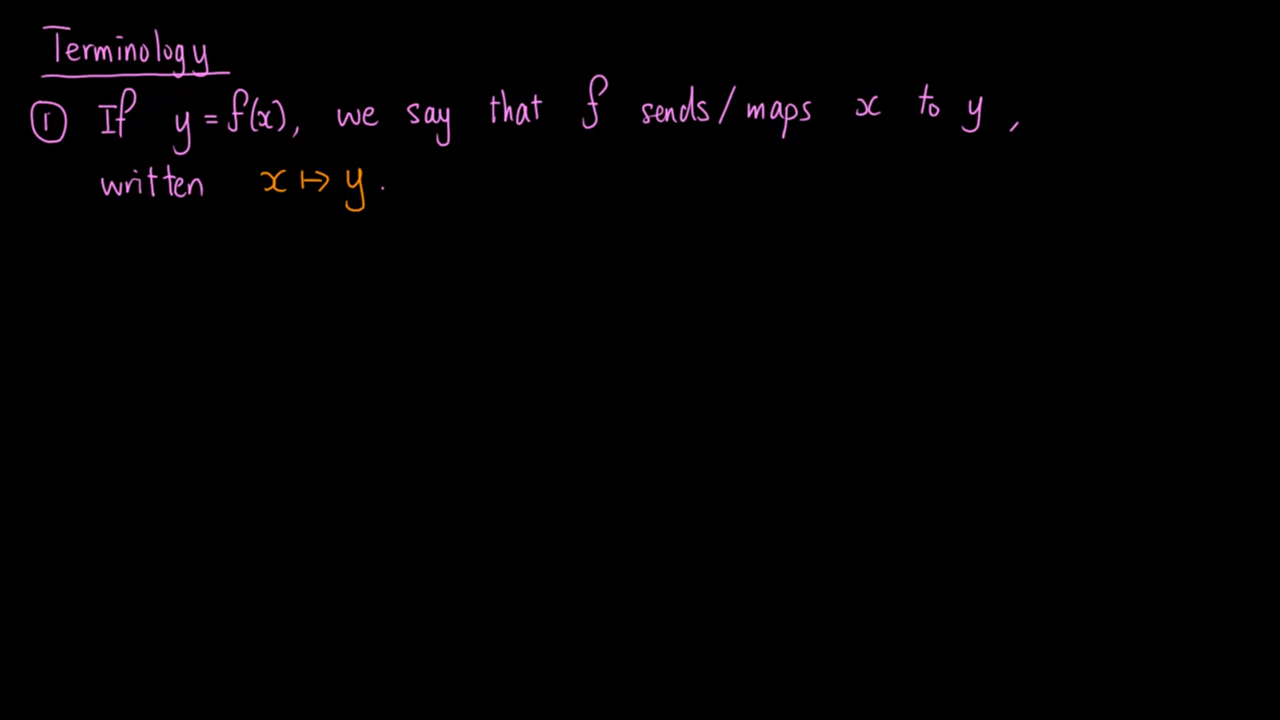 Terminology
① If y = f(x), we say that f sends/maps x to y,
written x ↦ y.